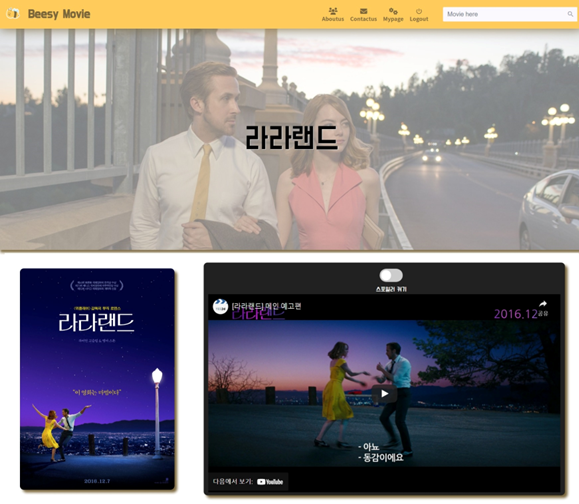 Beesy Movie
Aboutus Contactus Mypage Logout
Movie here
라라랜드
스포일러 켜기
라라랜드
"이 영화는 마법이다"
2016.12.7
[라라랜드] 메인 예고편
2016.12
공유
- 아뇨
- 동감이에요
다음에서 보기: YouTube